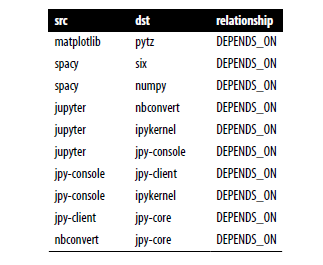 src dst relationship
matplotlib pytz DEPENDS_ON
spacy six DEPENDS_ON
spacy numpy DEPENDS_ON
jupyter nbconvert DEPENDS_ON
jupyter ipykernel DEPENDS_ON
jupyter jpy-console DEPENDS_ON
jpy-console jpy-client DEPENDS_ON
jpy-console ipykernel DEPENDS_ON
jpy-client jpy-core DEPENDS_ON
nbconvert jpy-core DEPENDS_ON